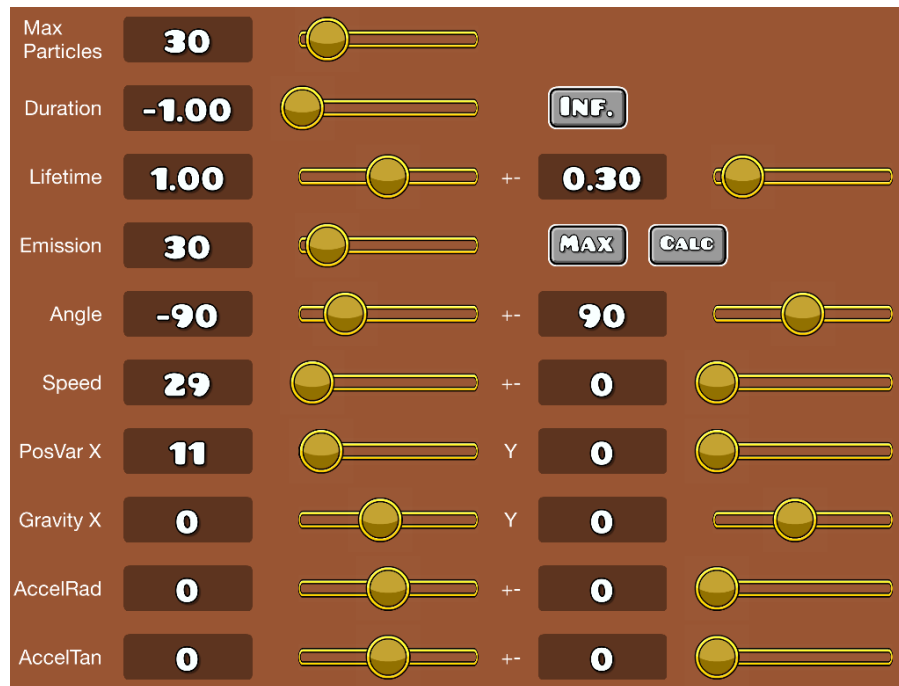 Max
Particles 30
Duration -1.00 INF.
Lifetime 1.00 +- 0.30
Emission 30 MAX CALC
Angle -90 +- 90
Speed 29 +- 0
PosVar X 11 Y 0
Gravity X 0 Y 0
AccelRad 0 +- 0
AccelTan 0 +- 0